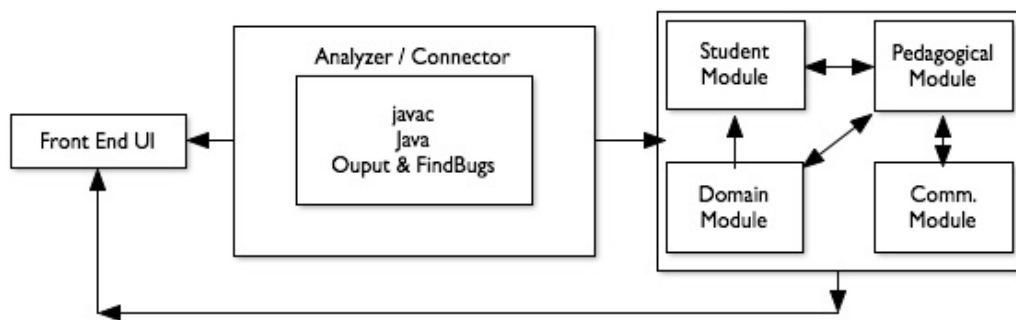 Front End UI
Analyzer / Connector
javac
Java
Ouput & FindBugs
Student
Module
Pedagogical
Module
Domain
Module
Comm.
Module